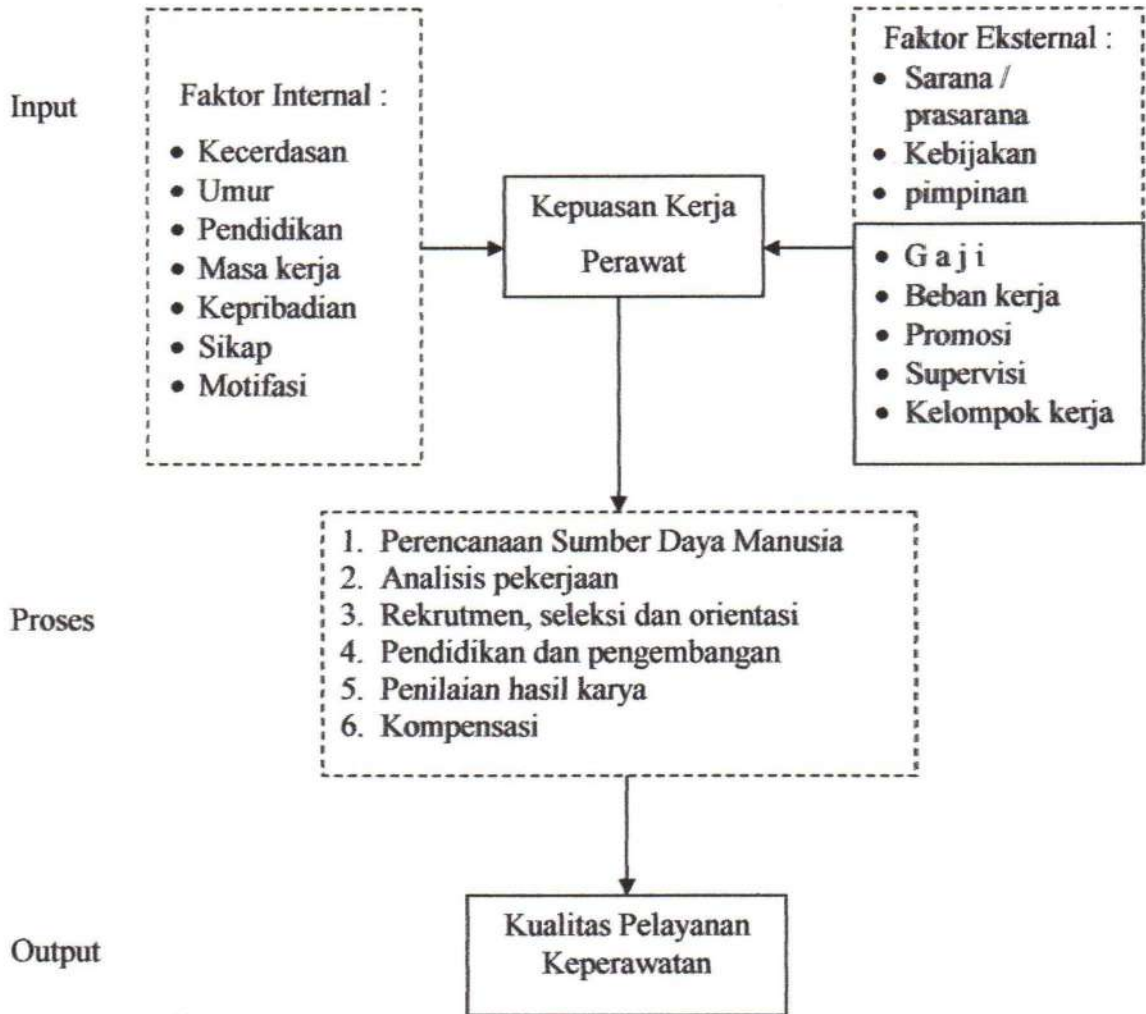 Input
Faktor Internal :
• Kecerdasan
• Umur
• Pendidikan
• Masa kerja
• Kepribadian
• Sikap
• Motifasi
Kepuasan Kerja
Perawat
Faktor Eksternal :
• Sarana /
prasarana
• Kebijakan
• pimpinan
• G a j i
• Beban kerja
• Promosi
• Supervisi
• Kelompok kerja
Proses
1. Perencanaan Sumber Daya Manusia
2. Analisis pekerjaan
3. Rekrutmen, seleksi dan orientasi
4. Pendidikan dan pengembangan
5. Penilaian hasil karya
6. Kompensasi
Output
Kualitas Pelayanan
Keperawatan